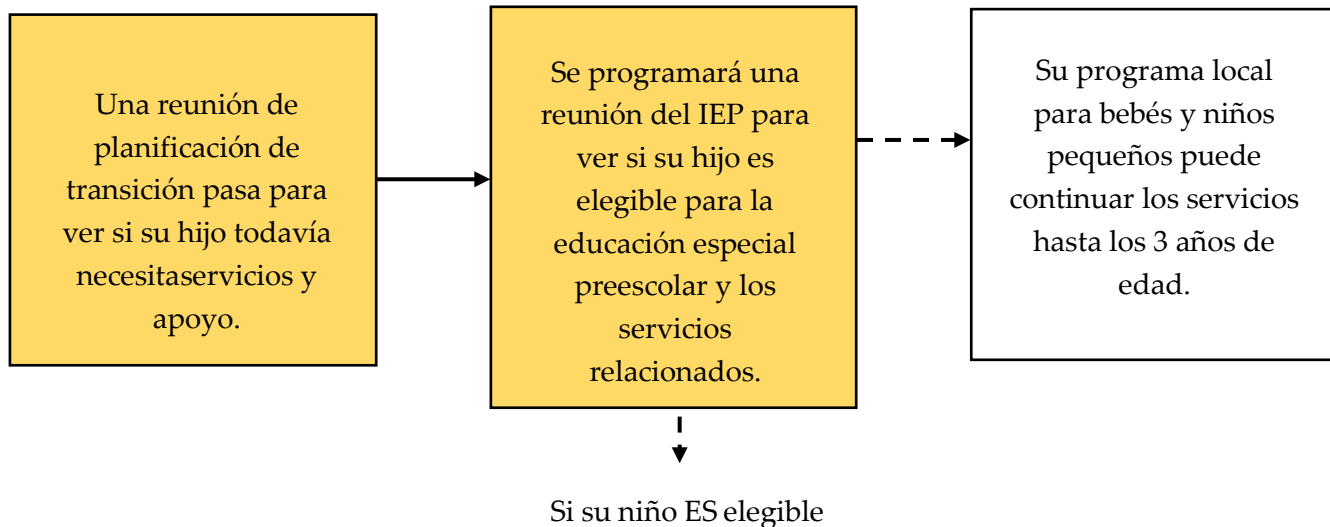 Una reunión de
planificación de
transición pasa para
ver si su hijo todavía
necesitaservicios y
apoyo.
Se programará una
reunión del IEP para
ver si su hijo es
elegible para la
educación especial
preescolar y los
servicios
relacionados.
Su programa local
para bebés y niños
pequeños puede
continuar los servicios
hasta los 3 años de
edad.
Si su niño ES elegible